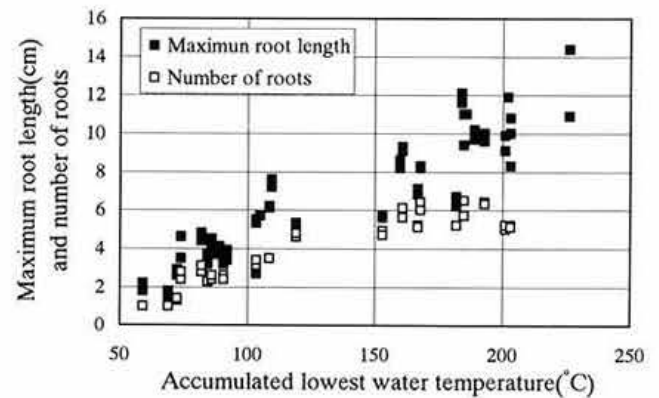 16
14
12
10
8
6
4
2
0
Maximun root length
Number of roots
Maximum root length(cm)
and number of roots
50
100
150
200
250
Accumulated lowest water temperature(°C)